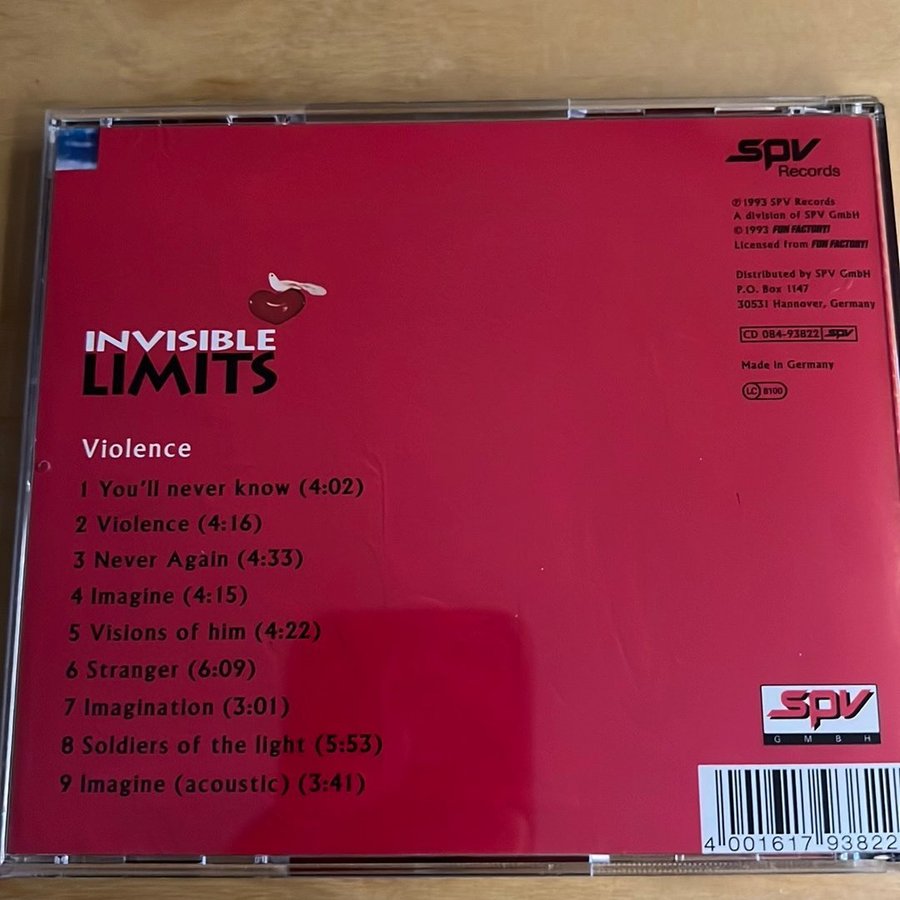 INVISIBLE
LIMITS
Violence
1 You'll never know (4:02)
2 Violence (4:16)
3 Never Again (4:33)
4 Imagine (4:15)
5 Visions of him (4:22)
6 Stranger (6:09)
7 Imagination (3:01)
8 Soldiers of the light (5:53)
9 Imagine (acoustic) (3:41)
spv
Records
℗ 1993 SPV Records
A division of SPV GmbH
© 1993 FUN FACTORY!
Licensed from FUN FACTORY!
Distributed by SPV GmbH
P.O. Box 1147
30531 Hannover, Germany
CD 084-93822 spv
Made in Germany
LC 8100
spv
GMBH
4 001617 93822